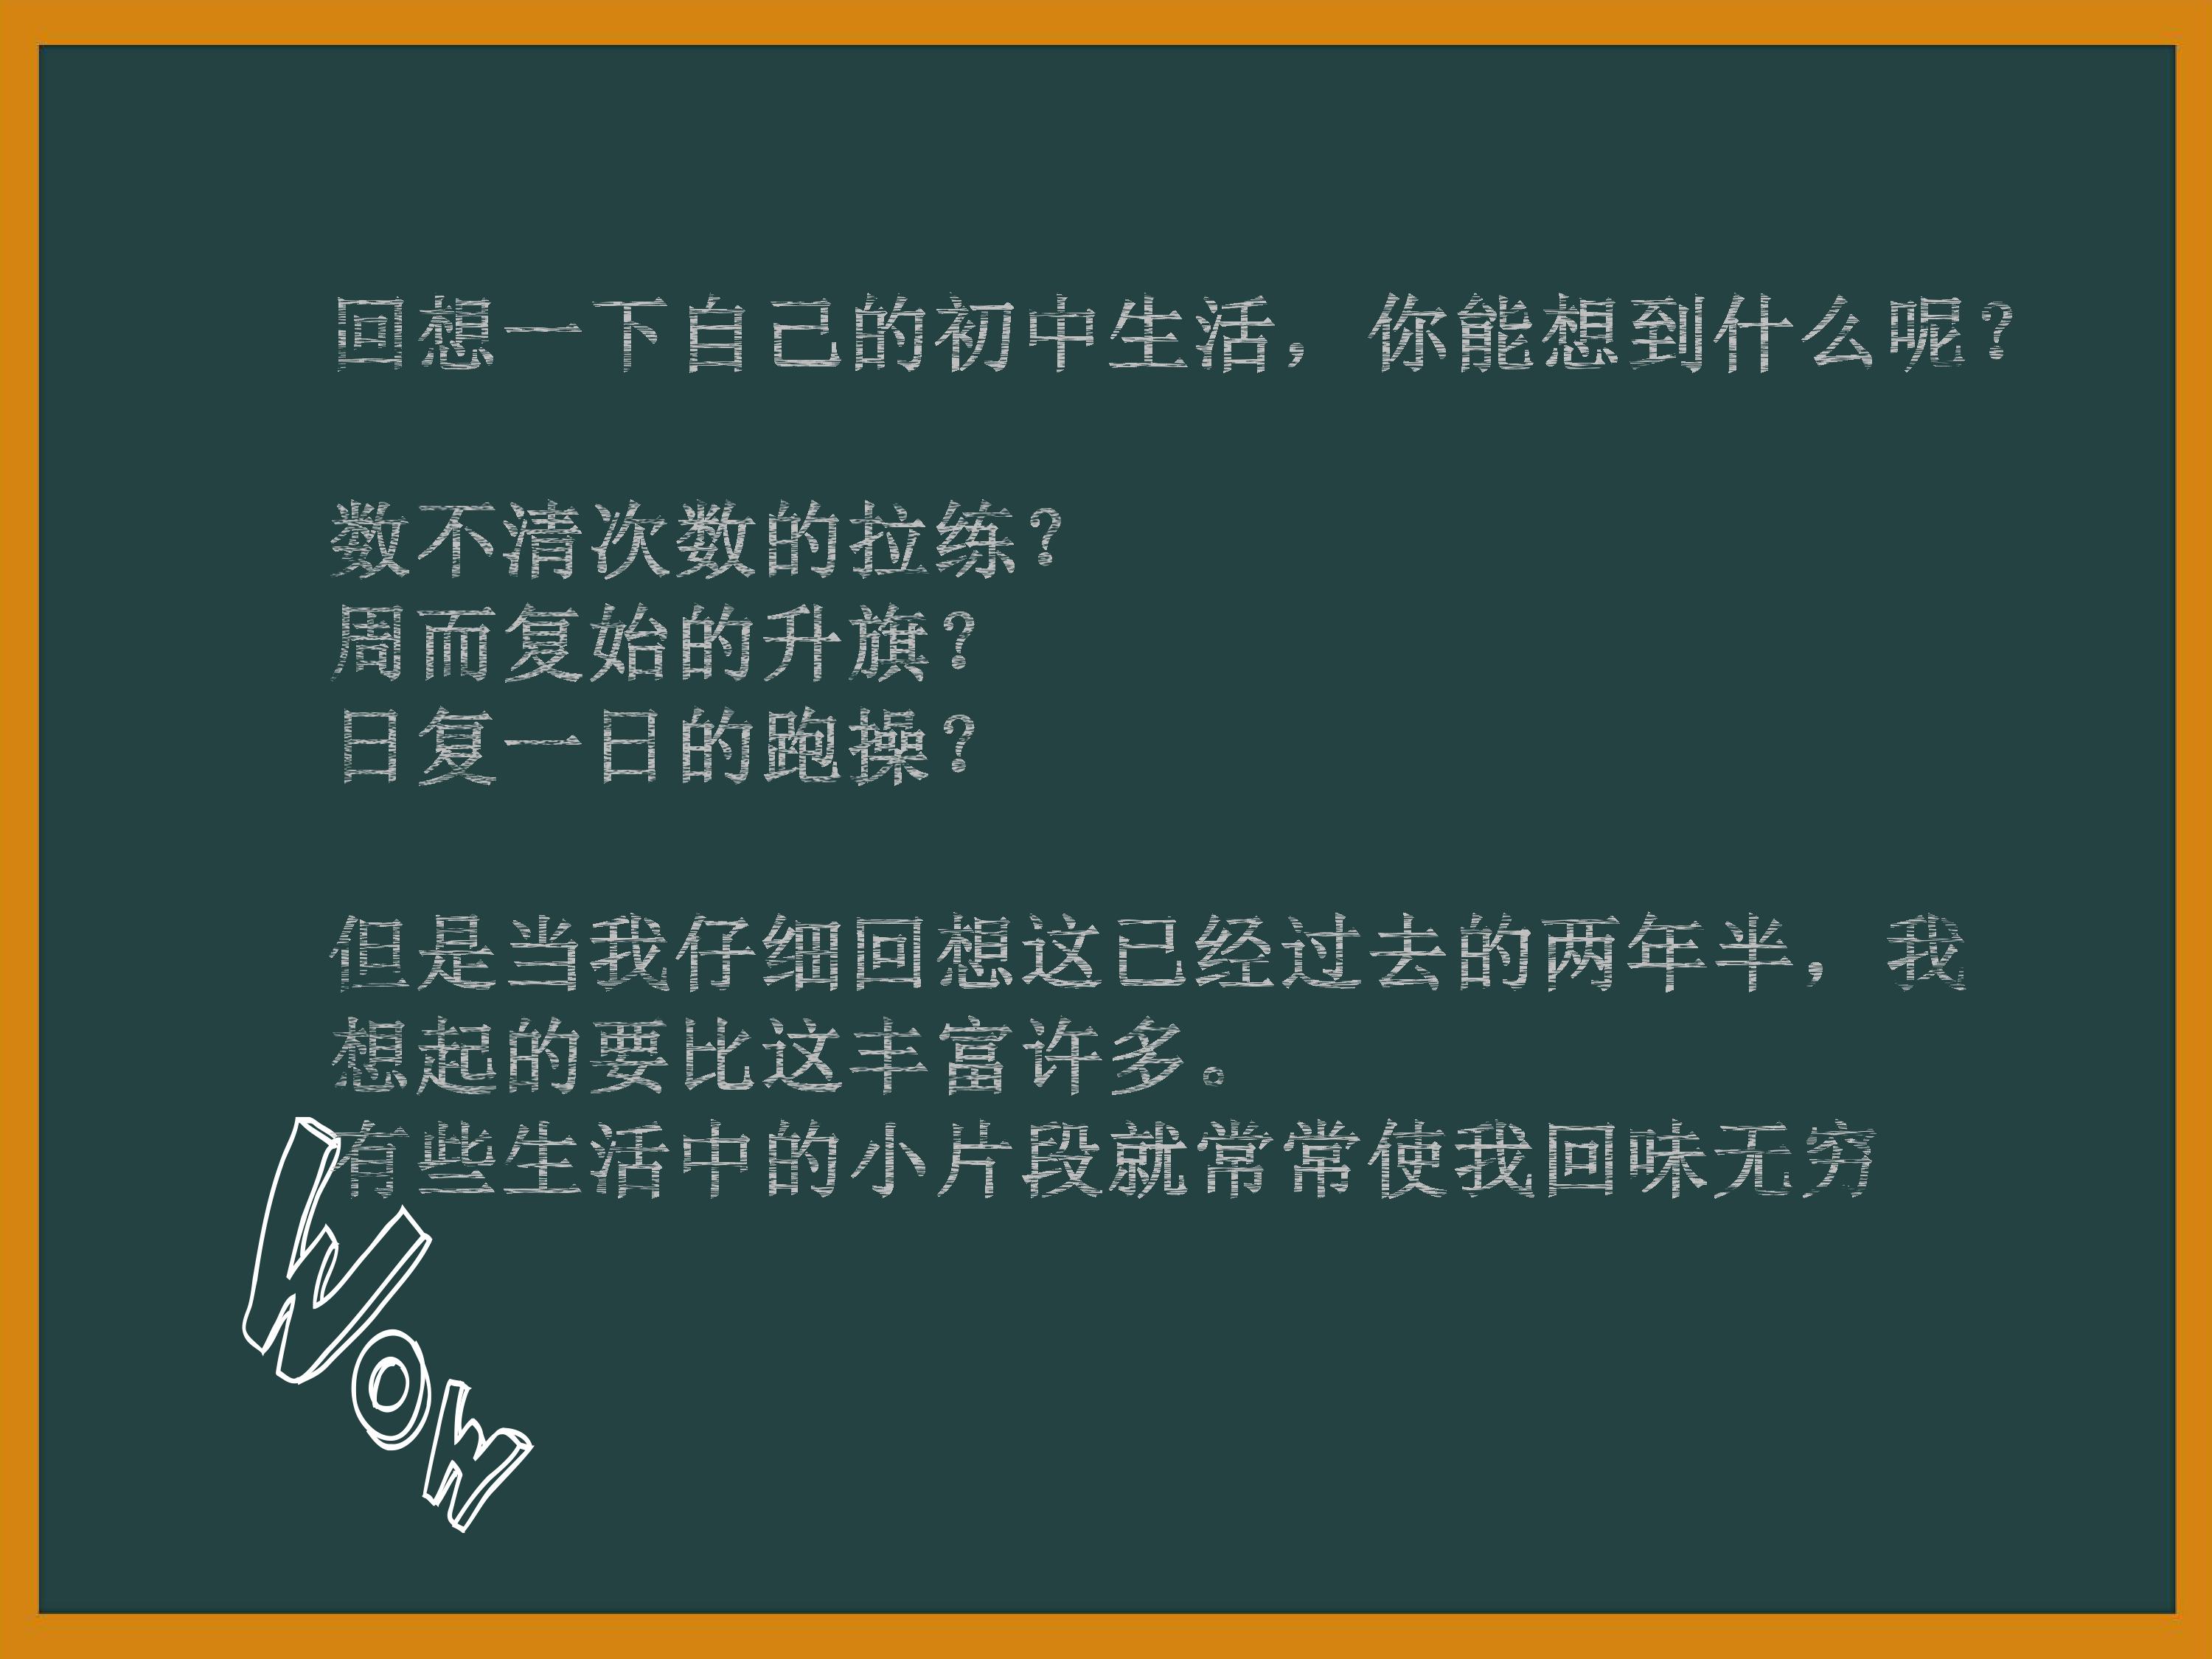 回想一下自己的初中生活，你能想到什么呢？
数不清次数的拉练？
周而复始的升旗？
日复一日的跑操？
但是当我仔细回想这已经过去的两年半，我
想起的要比这丰富许多。
有些生活中的小片段就常常使我回味无穷
Wow